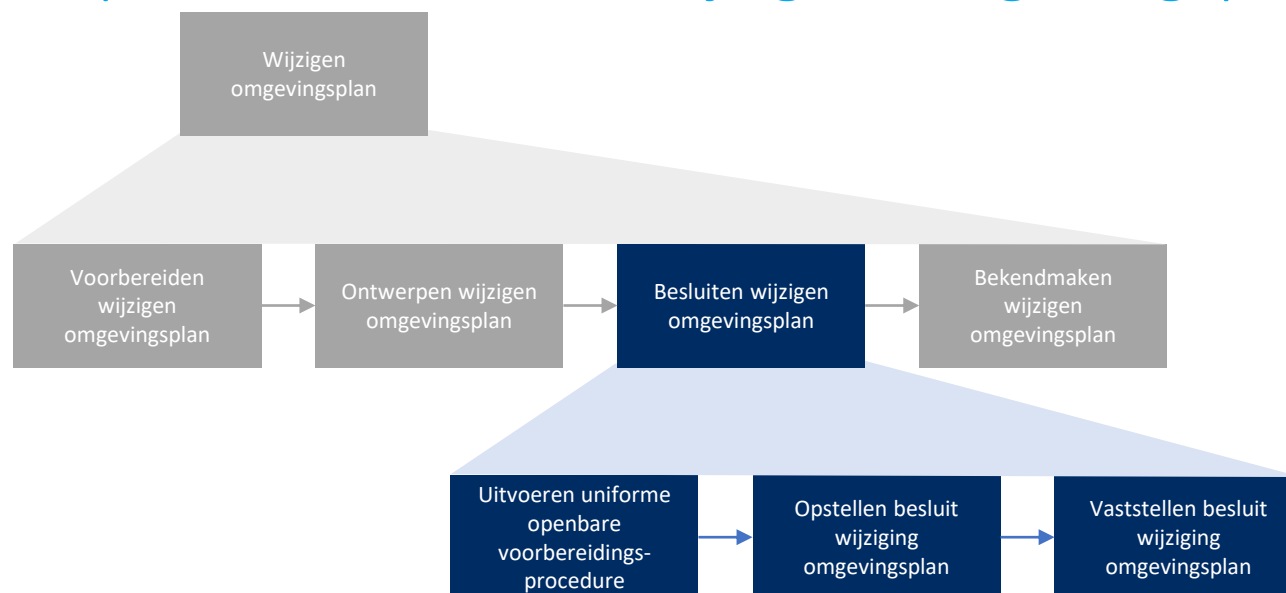 Wijzigen
omgevingsplan
Voorbereiden
wijzigen
omgevingsplan
Ontwerpen wijzigen
omgevingsplan
Besluiten wijzigen
omgevingsplan
Bekendmaken
wijzigen
omgevingsplan
Uitvoeren uniforme
openbare
voorbereidings-
procedure
Opstellen besluit
wijziging
omgevingsplan
Vaststellen besluit
wijziging
omgevingsplan